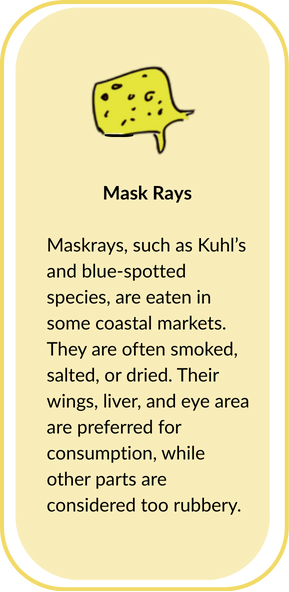 Mask Rays
Maskrays, such as Kuhl's
and blue-spotted
species, are eaten in
some coastal markets.
They are often smoked,
salted, or dried. Their
wings, liver, and eye area
are preferred for
consumption, while
other parts are
considered too rubbery.